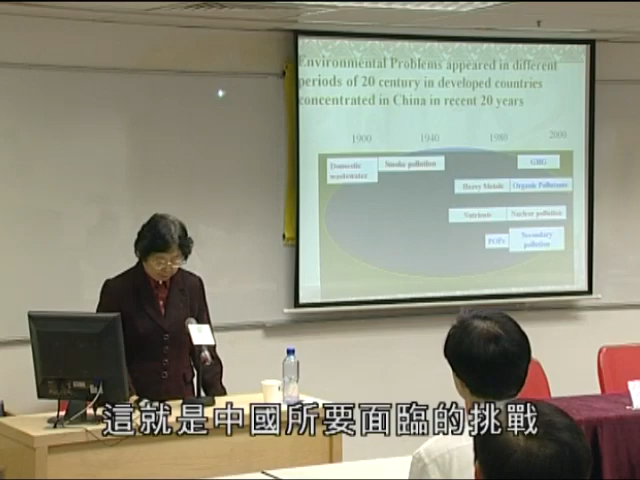 Environmental Problems appeared in different
periods of 20 century in developed countries
concentrated in China in recent 20 years
1900 1940 1980 2000
Domestic
wastewater
Smoke pollution
GHG
Heavy Metals
Organic Pollutants
Nutrients
Nuclear pollution
POPs
Secondary
pollution
這就是中國所要面臨的挑戰